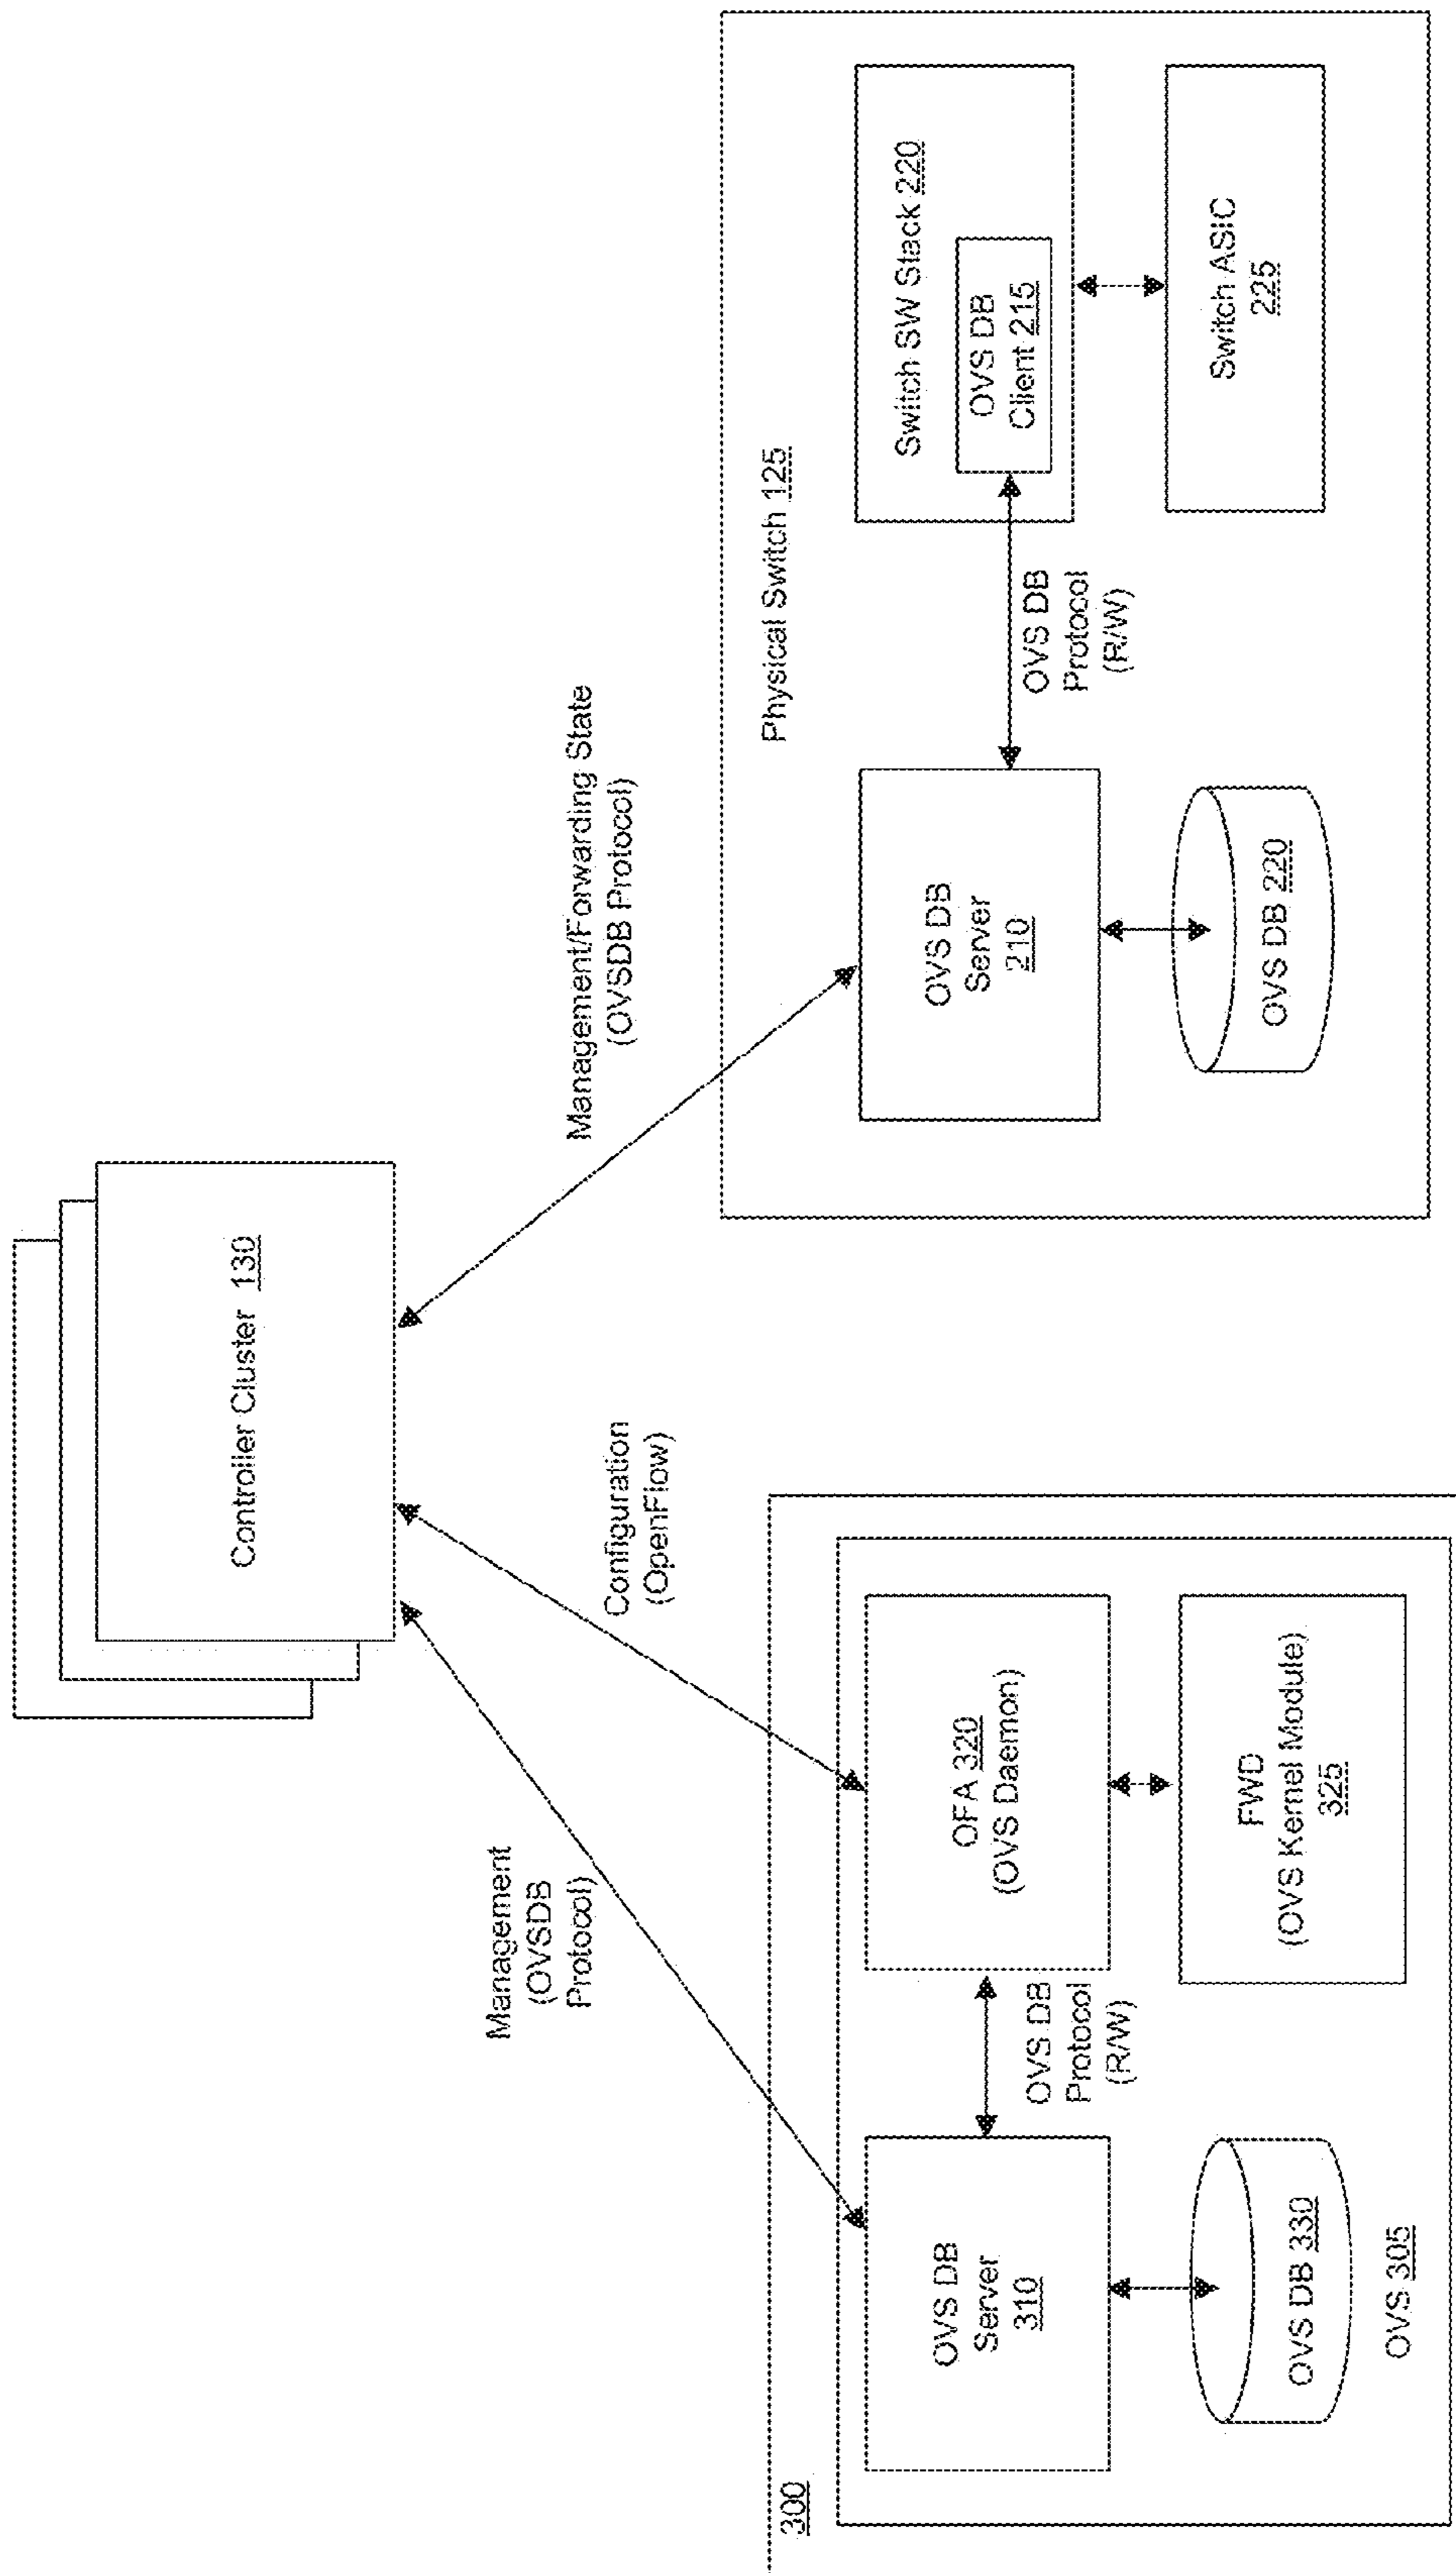 Controller Cluster 130
Management
(OVSDB
Protocol)
Configuration
(OpenFlow)
Management/Forwarding State
(OVSDB Protocol)
300
OVS DB
Server
310
OVS DB
Protocol
(R/W)
OFA 320
(OVS Daemon)
OVS DB 330
FWD
(OVS Kernel Module)
325
OVS 305
Physical Switch 125
OVS DB
Server
210
OVS DB
Protocol
(R/W)
Switch SW Stack 220
OVS DB
Client 215
OVS DB 220
Switch ASIC
225